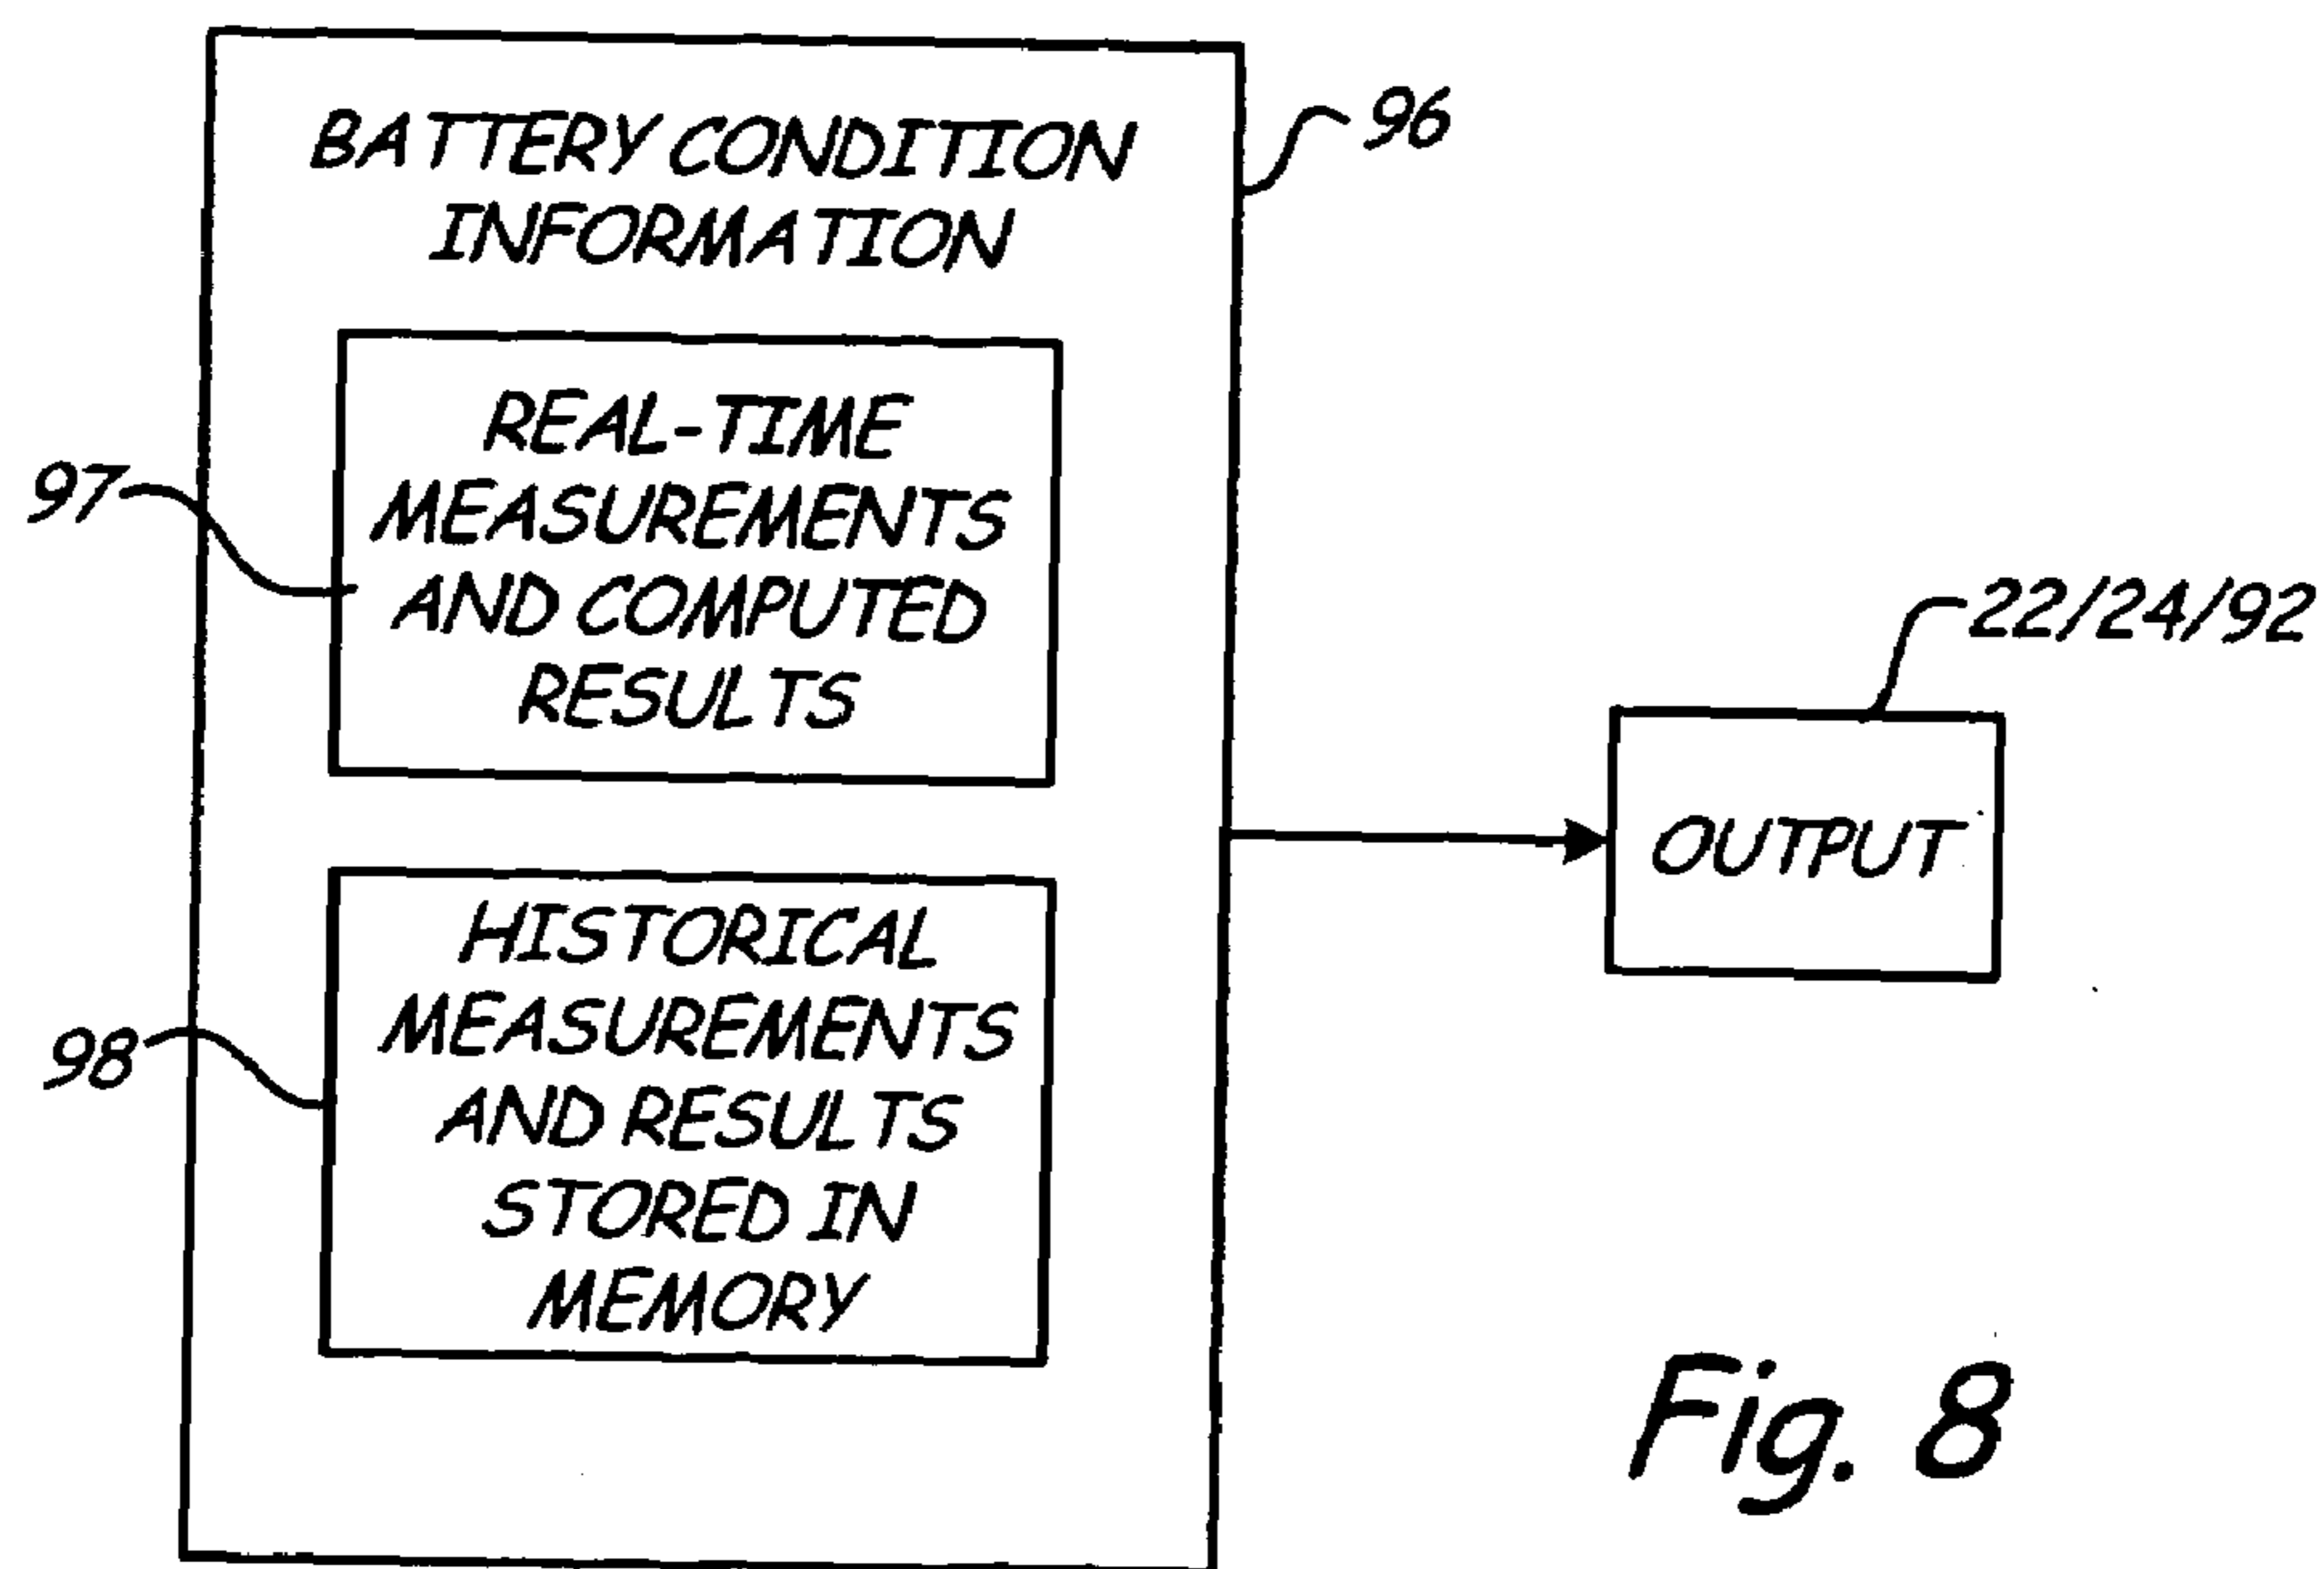 BATTERY CONDITION
INFORMATION
96
REAL-TIME
MEASUREMENTS
AND COMPUTED
RESULTS
97
HISTORICAL
MEASUREMENTS
AND RESULTS
STORED IN
MEMORY
98
22/24/92
OUTPUT
Fig. 8